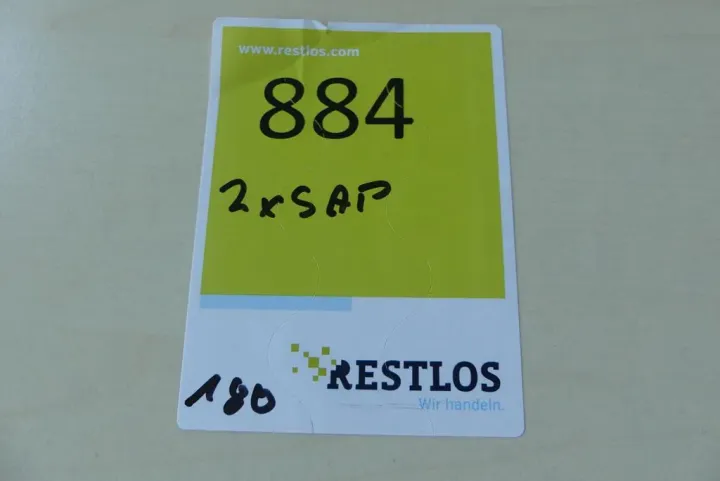 www.restlos.com
884
2xSAP
RESTLOS
Wir handeln.
180